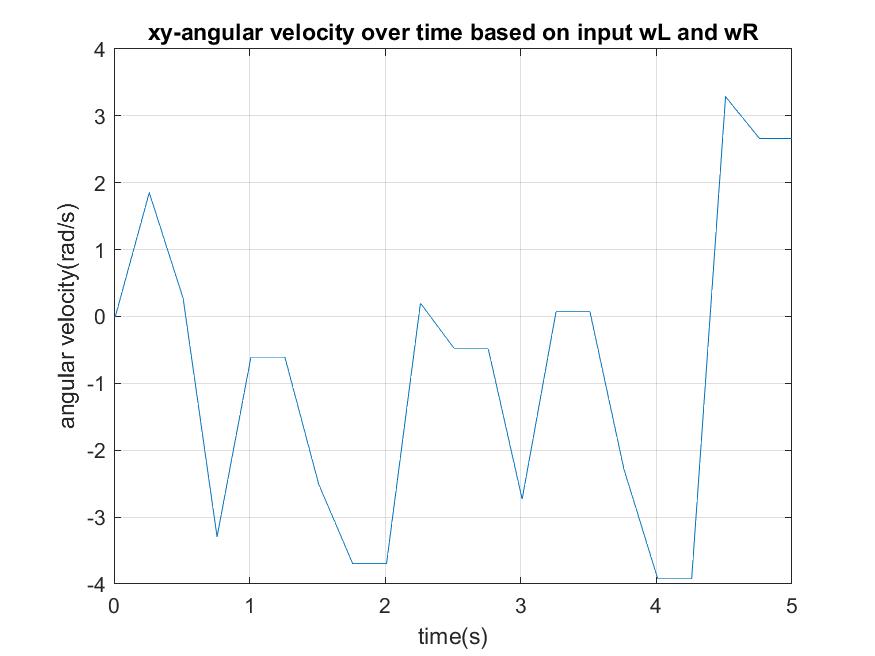 xy-angular velocity over time based on input wL and wR
4
3
2
1
0
-1
-2
-3
-4
angular velocity(rad/s)
0 1 2 3 4 5
time(s)